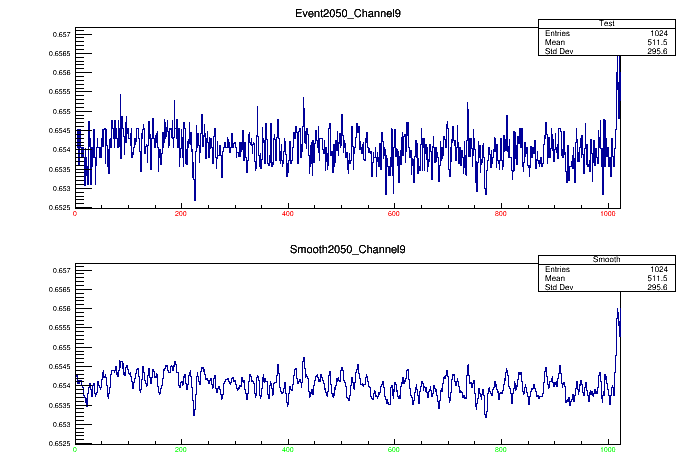 Event2050_Channel9
Test
Entries 1024
Mean 511.5
Std Dev 295.6
0.657
0.6565
0.656
0.6555
0.655
0.6545
0.654
0.6535
0.653
0.6525
0 200 400 600 800 1000
Smooth2050_Channel9
Smooth
Entries 1024
Mean 511.5
Std Dev 295.6
0.657
0.6565
0.656
0.6555
0.655
0.6545
0.654
0.6535
0.653
0.6525
0 200 400 600 800 1000